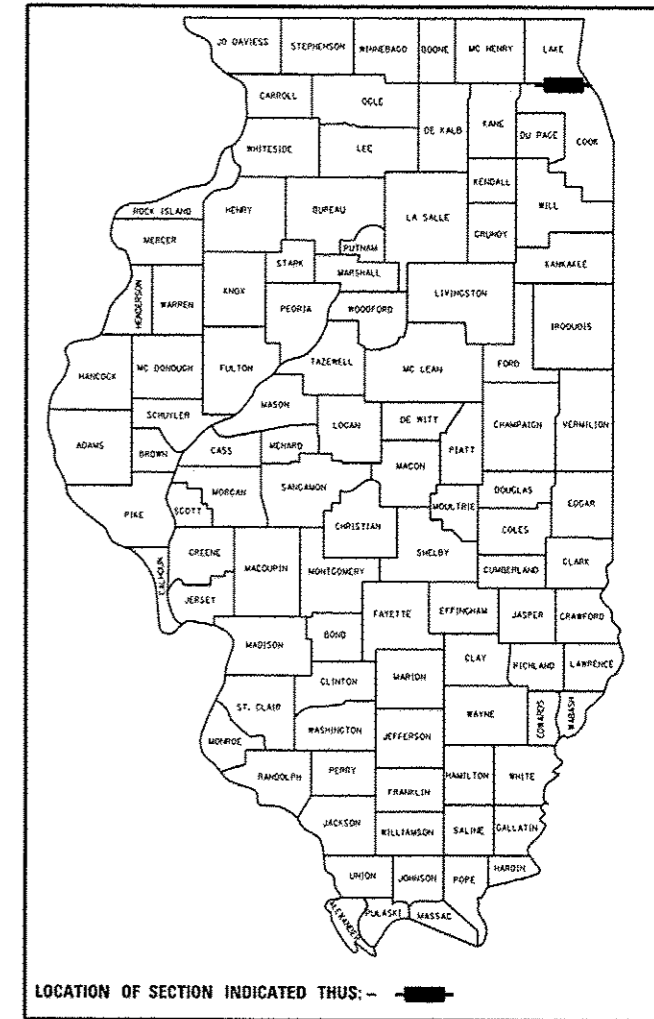 JO DAVIESS STEPHENSON WINNEBAGO BOONE MC HENRY LAKE
CARROLL OGLE DE KALB KANE DU PAGE COOK
WHITESIDE LEE KENDALL WILL
ROCK ISLAND HENRY BUREAU LA SALLE GRUNDY
MERCER PUTNAM KANKAKEE
HENDERSON WARREN KNOX STARK MARSHALL LIVINGSTON
PEORIA WOODFORD IROQUOIS
HANCOCK MC DONOUGH FULTON TAZEWELL MC LEAN FORD
SCHUYLER MASON LOGAN DE WITT CHAMPAIGN VERMILION
ADAMS BROWN CASS MENARD MACON PIATT
PIKE SCOTT MORGAN SANGAMON CHRISTIAN MOULTRIE DOUGLAS EDGAR
COLES
CALHOUN GREENE MACOUPIN MONTGOMERY SHELBY CUMBERLAND CLARK
JERSEY FAYETTE EFFINGHAM JASPER CRAWFORD
MADISON BOND CLAY RICHLAND LAWRENCE
CLINTON MARION
ST. CLAIR WAYNE EDWARDS WABASH
MONROE WASHINGTON JEFFERSON
RANDOLPH PERRY HAMILTON WHITE
FRANKLIN
JACKSON WILLIAMSON SALINE GALLATIN
UNION JOHNSON POPE HARDIN
ALEXANDER PULASKI MASSAC
LOCATION OF SECTION INDICATED THUS: -